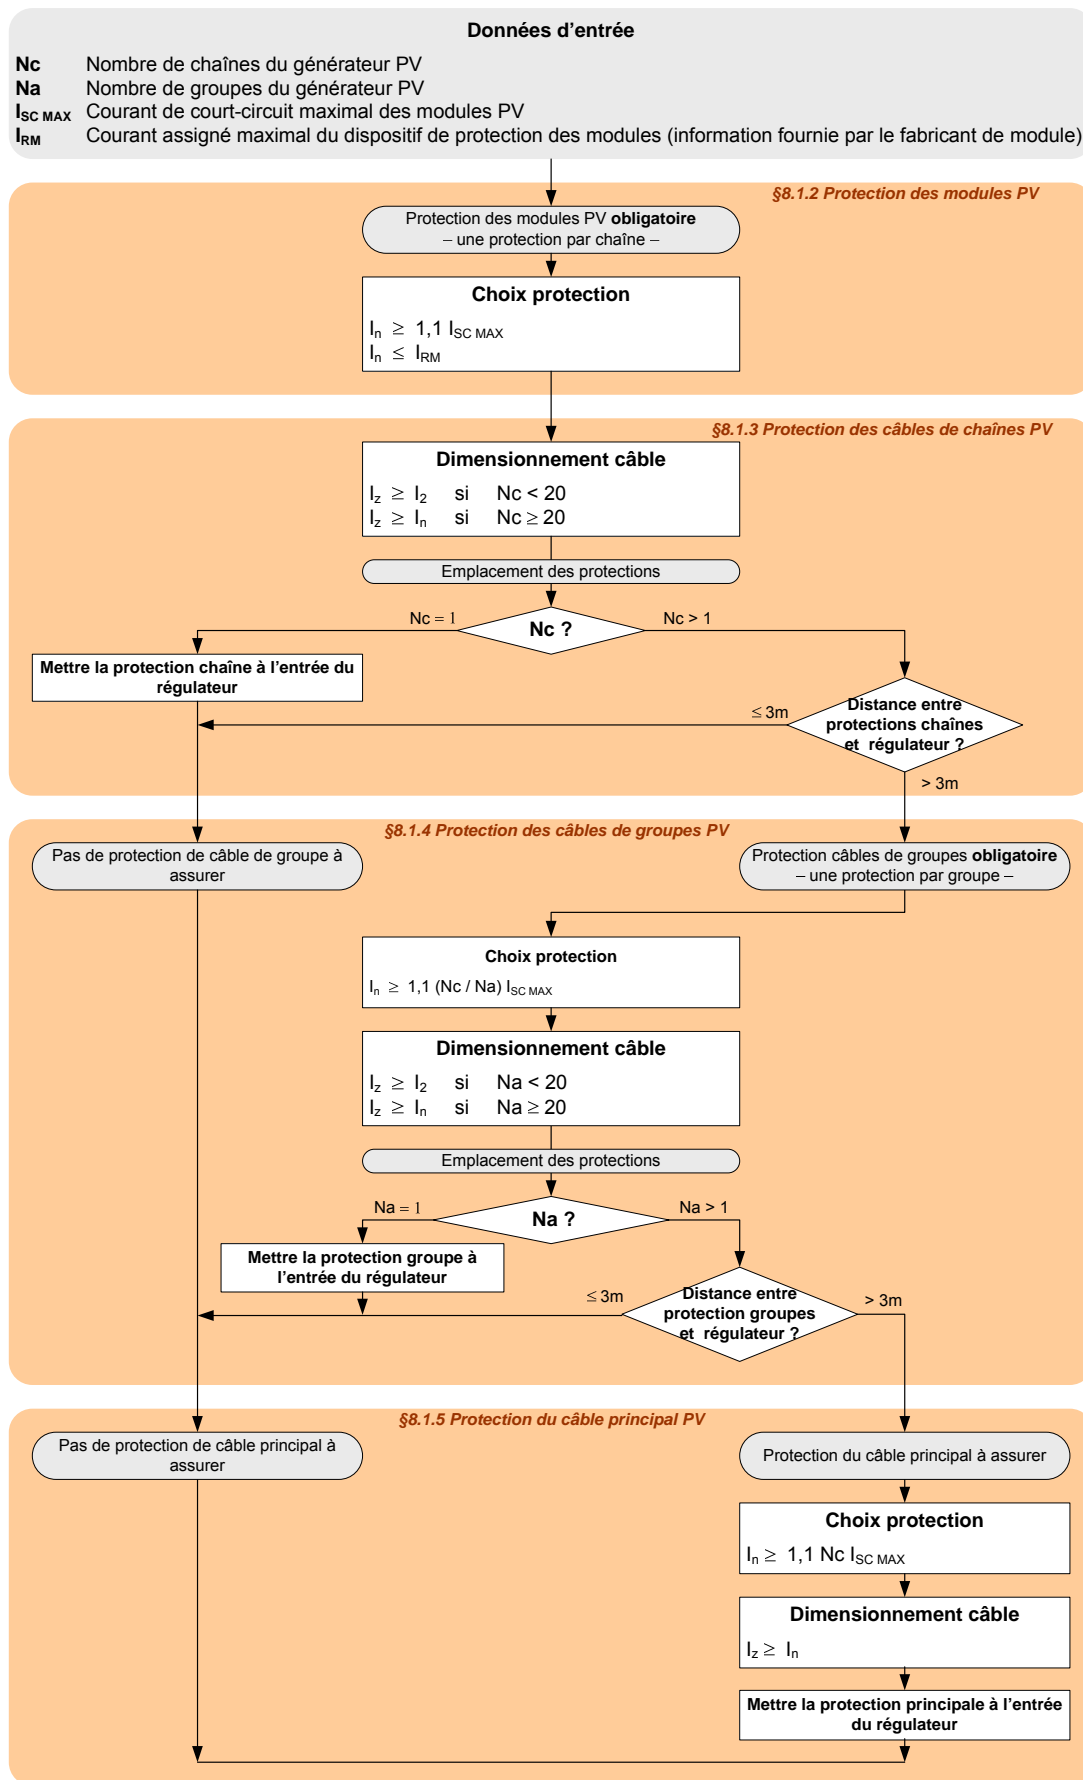 Données d'entrée
Nc Nombre de chaînes du générateur PV
Na Nombre de groupes du générateur PV
I SC MAX Courant de court-circuit maximal des modules PV
I RM Courant assigné maximal du dispositif de protection des modules (information fournie par le fabricant de module)
§8.1.2 Protection des modules PV
Protection des modules PV obligatoire
– une protection par chaîne –
Choix protection
In ≥ 1,1 ISC MAX
In ≤ IRM
§8.1.3 Protection des câbles de chaînes PV
Dimensionnement câble
Iz ≥ I2 si Nc < 20
Iz ≥ In si Nc ≥ 20
Emplacement des protections
Nc = 1
Nc ?
Nc > 1
Mettre la protection chaîne à l'entrée du
régulateur
≤ 3m
Distance entre
protections chaînes
et régulateur ?
> 3m
§8.1.4 Protection des câbles de groupes PV
Pas de protection de câble de groupe à
assurer
Protection câbles de groupes obligatoire
– une protection par groupe –
Choix protection
In ≥ 1,1 (Nc / Na) ISC MAX
Dimensionnement câble
Iz ≥ I2 si Na < 20
Iz ≥ In si Na ≥ 20
Emplacement des protections
Na = 1
Na ?
Na > 1
Mettre la protection groupe à
l'entrée du régulateur
≤ 3m
Distance entre
protection groupes
et régulateur ?
> 3m
§8.1.5 Protection du câble principal PV
Pas de protection de câble principal à
assurer
Protection du câble principal à assurer
Choix protection
In ≥ 1,1 Nc ISC MAX
Dimensionnement câble
Iz ≥ In
Mettre la protection principale à l'entrée
du régulateur